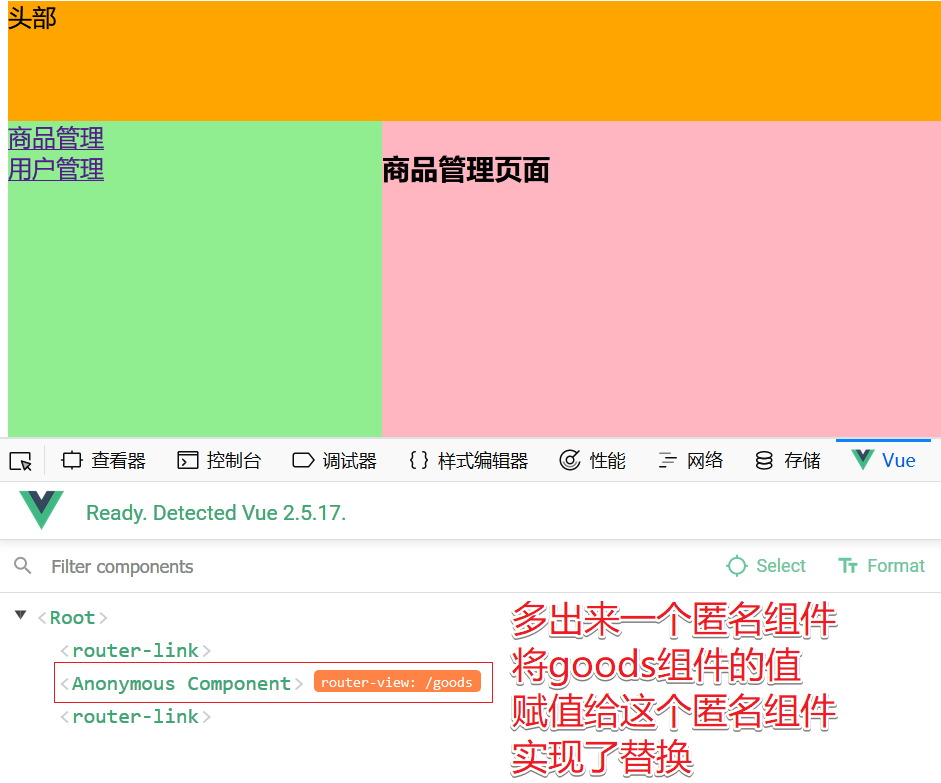 头部
商品管理
用户管理
商品管理页面
查看器 控制台 调试器 {} 样式编辑器 性能 网络 存储 Vue
Ready. Detected Vue 2.5.17.
Filter components Select Tт Format
<Root>
<router-link>
<Anonymous Component> router-view: /goods
<router-link>
多出来一个匿名组件
将goods组件的值
赋值给这个匿名组件
实现了替换